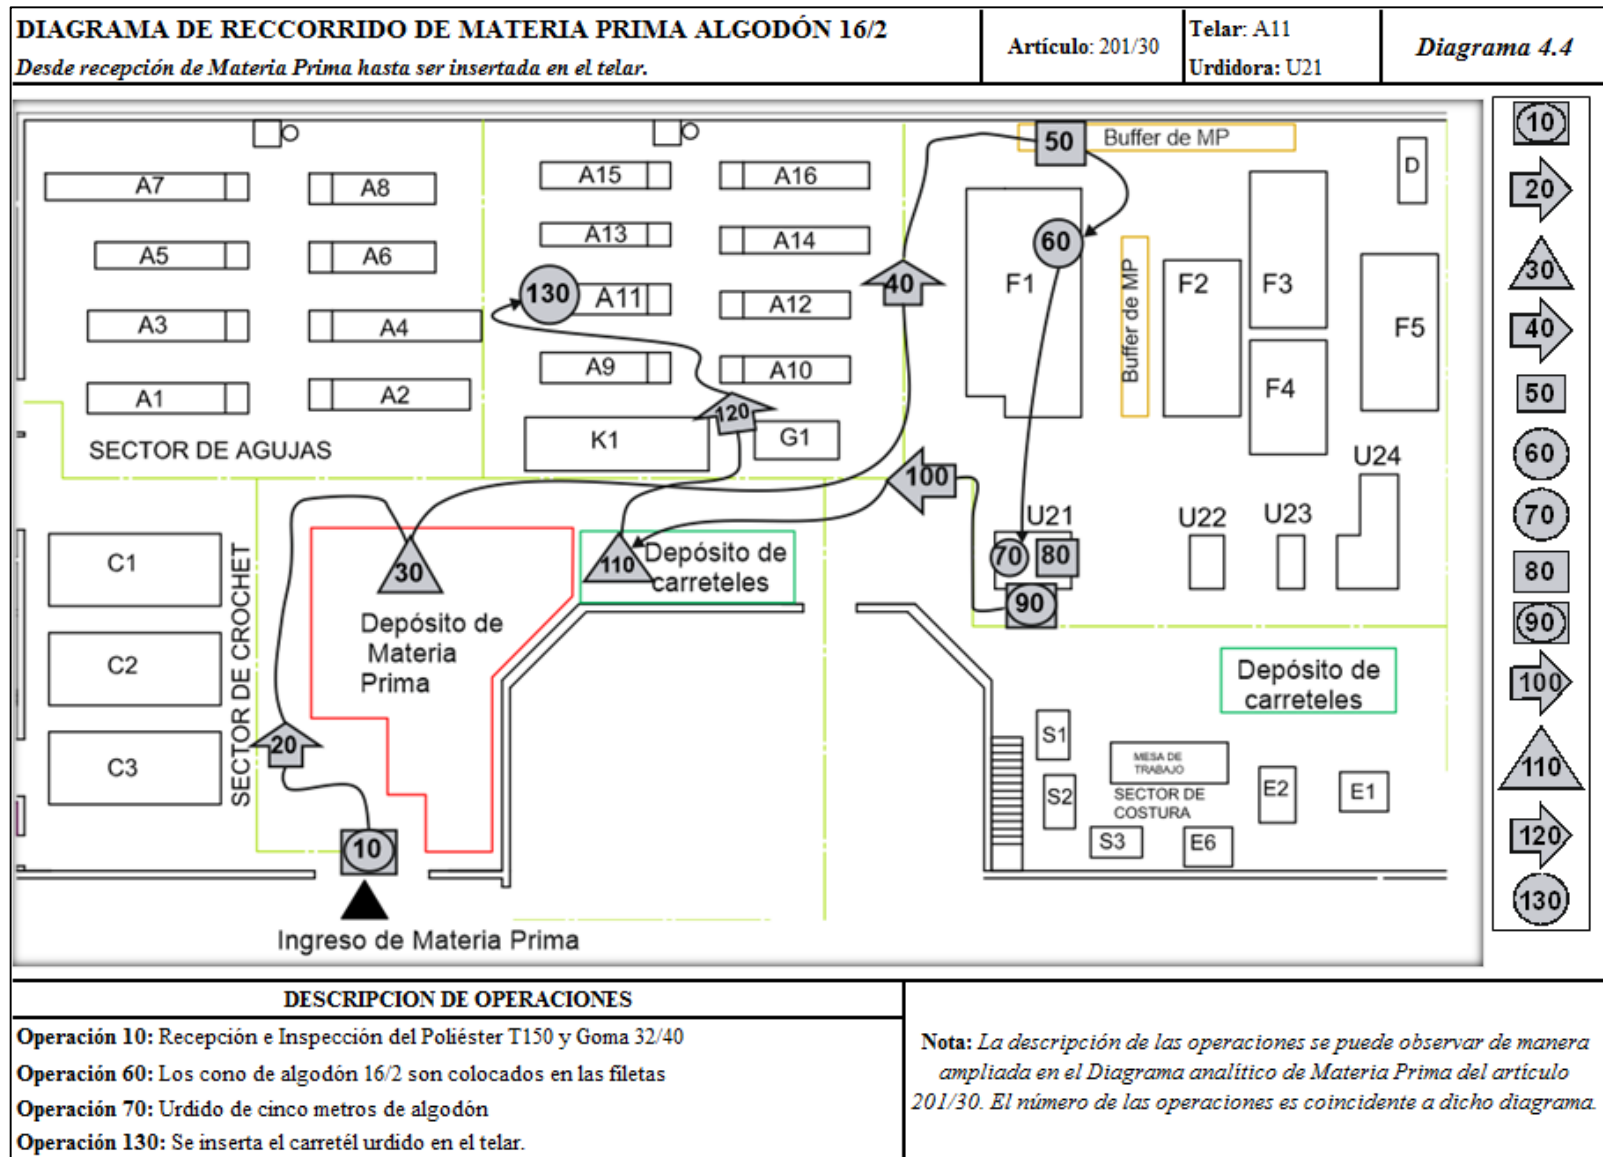 DIAGRAMA DE RECCORRIDO DE MATERIA PRIMA ALGODÓN 16/2
Desde recepción de Materia Prima hasta ser insertada en el telar.
Artículo: 201/30
Telar: A11
Urdidora: U21
Diagrama 4.4
50
Buffer de MP
10
A7
A8
A15
A16
D
20
A5
A6
A13
A14
60
30
130
A11
A12
40
F1
Buffer de MP
F2
F3
F5
40
A3
A4
A9
A10
F4
50
A1
A2
120
K1
G1
SECTOR DE AGUJAS
U24
60
100
U21
U22
U23
70
C1
SECTOR DE CROCHET
30
110
Depósito de
carreteles
70
80
80
90
90
Depósito de
Materia
Prima
C2
Depósito de
carreteles
100
20
C3
S1
MESA DE
TRABAJO
S2
SECTOR DE
COSTURA
E2
E1
110
10
S3
E6
120
130
Ingreso de Materia Prima
DESCRIPCION DE OPERACIONES
Operación 10: Recepción e Inspección del Poliéster T150 y Goma 32/40
Operación 60: Los cono de algodón 16/2 son colocados en las filetas
Operación 70: Urdido de cinco metros de algodón
Operación 130: Se inserta el carretél urdido en el telar.
Nota: La descripción de las operaciones se puede observar de manera
ampliada en el Diagrama analítico de Materia Prima del artículo
201/30. El número de las operaciones es coincidente a dicho diagrama.